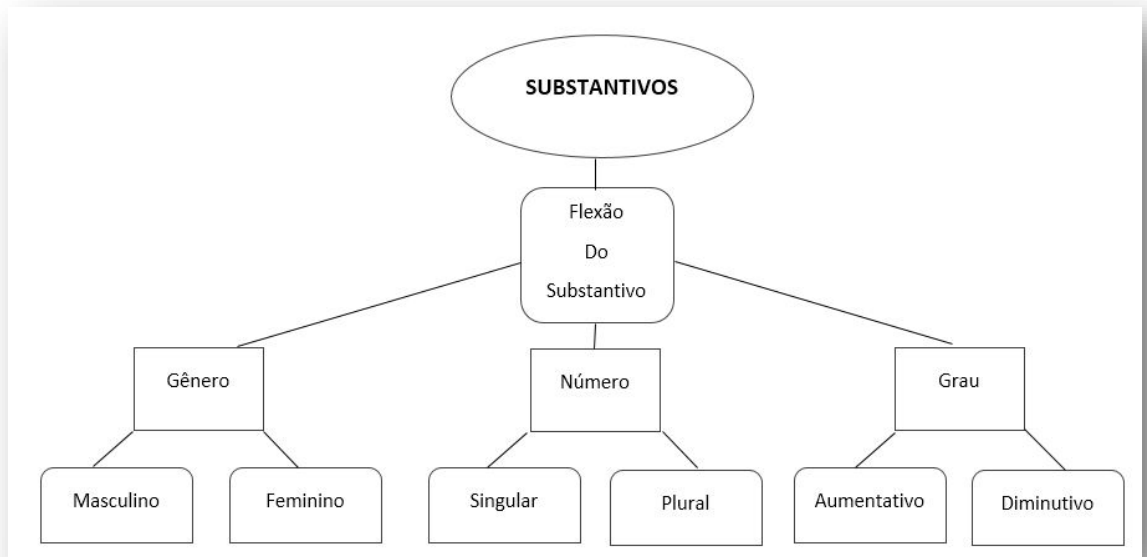 SUBSTANTIVOS
Flexão
Do
Substantivo
Gênero
Número
Grau
Masculino
Feminino
Singular
Plural
Aumentativo
Diminutivo